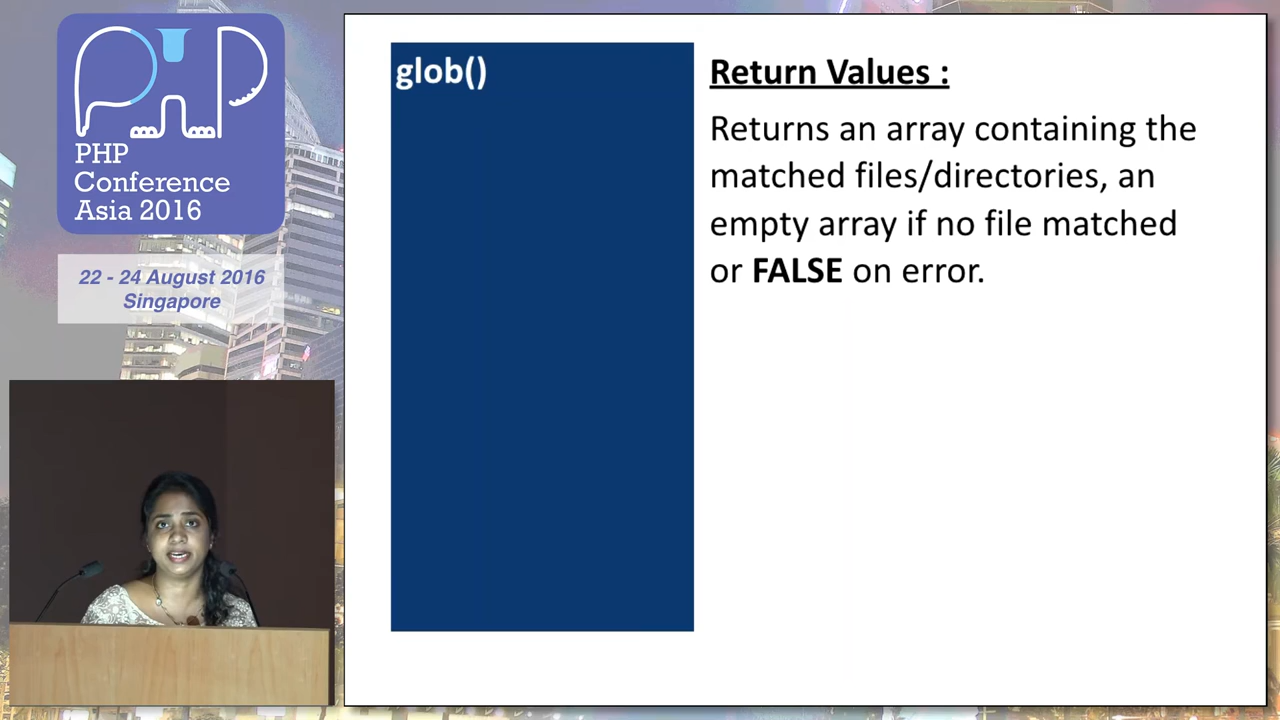 PHP
Conference
Asia 2016
22 - 24 August 2016
Singapore
glob()
Return Values :
Returns an array containing the
matched files/directories, an
empty array if no file matched
or FALSE on error.